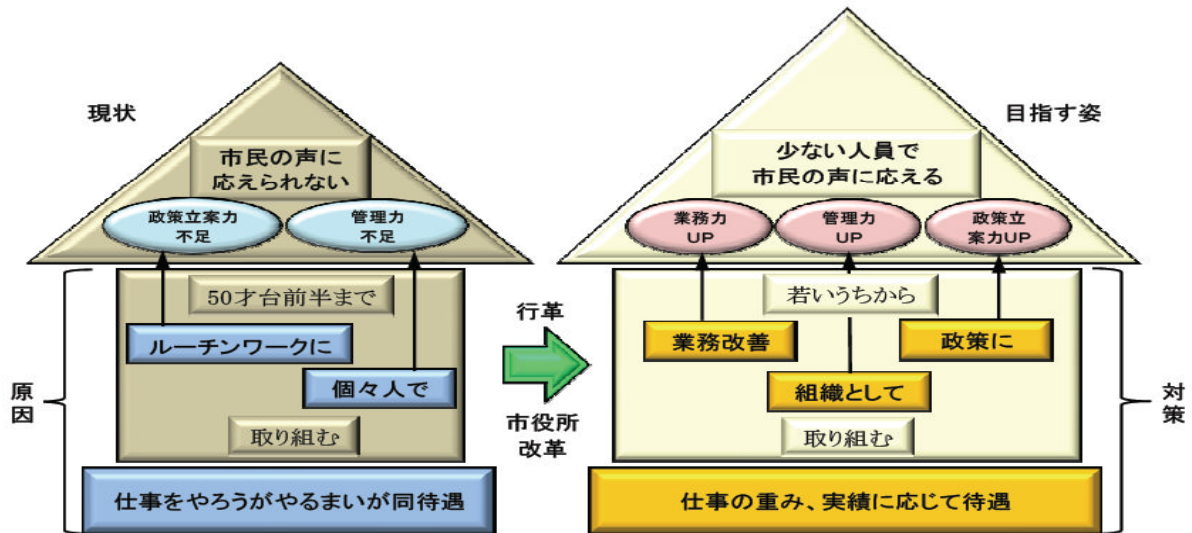 現状
市民の声に
応えられない
政策立案力
不足
管理力
不足
50才台前半まで
ルーチンワークに
個々人で
取り組む
仕事をやろうがやるまいが同待遇
原
因
行革
市役所
改革
目指す姿
少ない人員で
市民の声に応える
業務力
UP
管理力
UP
政策立
案力UP
若いうちから
業務改善
政策に
組織として
取り組む
仕事の重み、実績に応じて待遇
対
策